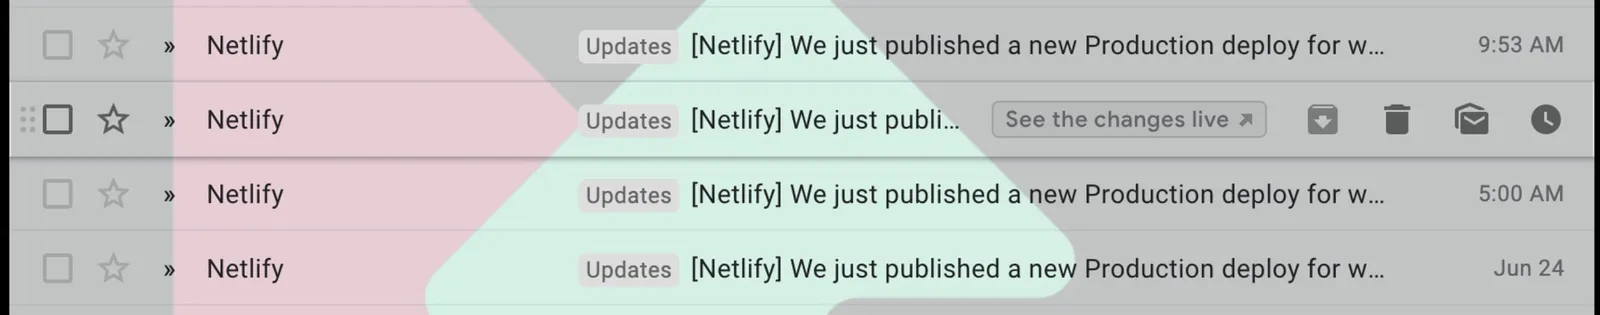 » Netlify Updates [Netlify] We just published a new Production deploy for w... 9:53 AM
» Netlify Updates [Netlify] We just publi... See the changes live
» Netlify Updates [Netlify] We just published a new Production deploy for w... 5:00 AM
» Netlify Updates [Netlify] We just published a new Production deploy for w... Jun 24